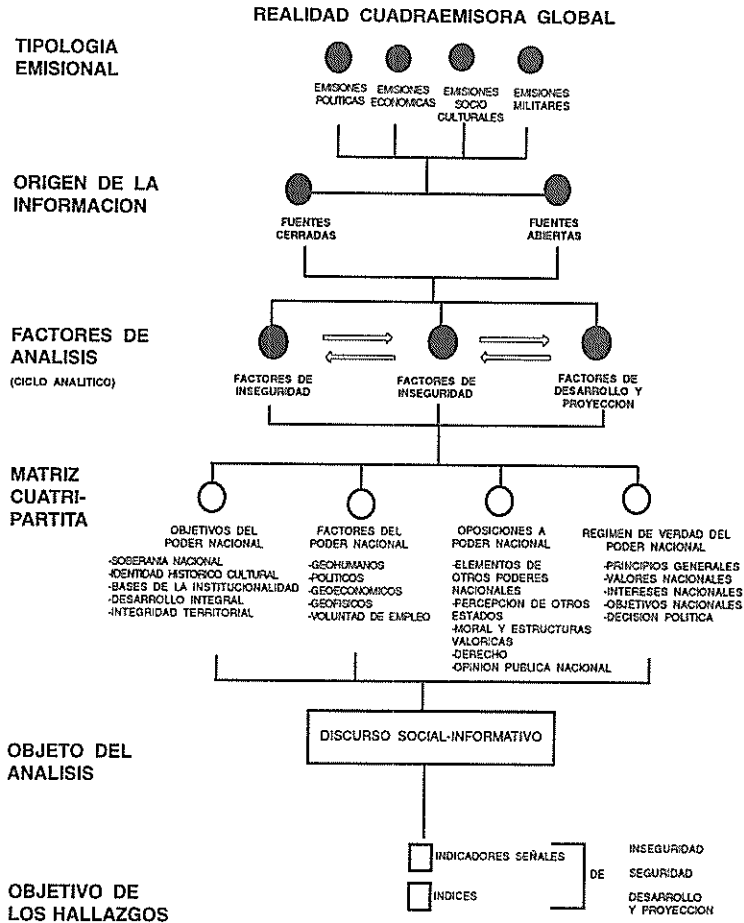 REALIDAD CUADRAEMISORA GLOBAL
TIPOLOGIA
EMISIONAL
EMISIONES
POLITICAS
EMISIONES
ECONOMICAS
EMISIONES
SOCIO
CULTURALES
EMISIONES
MILITARES
ORIGEN DE LA
INFORMACION
FUENTES
CERRADAS
FUENTES
ABIERTAS
FACTORES DE
ANALISIS
(CICLO ANALITICO)
FACTORES DE
INSEGURIDAD
FACTORES DE
INSEGURIDAD
FACTORES DE
DESARROLLO Y
PROYECCION
MATRIZ
CUATRI-
PARTITA
OBJETIVOS DEL
PODER NACIONAL
-SOBERANIA NACIONAL
-IDENTIDAD HISTORICO CULTURAL
-BASES DE LA INSTITUCIONALIDAD
-DESARROLLO INTEGRAL
-INTEGRIDAD TERRITORIAL
FACTORES DEL
PODER NACIONAL
-GEOHUMANOS
-POLITICOS
-GEOECONOMICOS
-GEOFISICOS
-VOLUNTAD DE EMPLEO
OPOSICIONES A
PODER NACIONAL
-ELEMENTOS DE
OTROS PODERES
NACIONALES
-PERCEPCION DE OTROS
ESTADOS
-MORAL Y ESTRUCTURAS
VALORICAS
-DERECHO
-OPINION PUBLICA NACIONAL
REGIMEN DE VERDAD DEL
PODER NACIONAL
-PRINCIPIOS GENERALES
-VALORES NACIONALES
-INTERESES NACIONALES
-OBJETIVOS NACIONALES
-DECISION POLITICA
OBJETO DEL
ANALISIS
DISCURSO SOCIAL-INFORMATIVO
OBJETIVO DE
LOS HALLAZGOS
INDICADORES SEÑALES
INDICES
DE
INSEGURIDAD
SEGURIDAD
DESARROLLO
Y PROYECCION